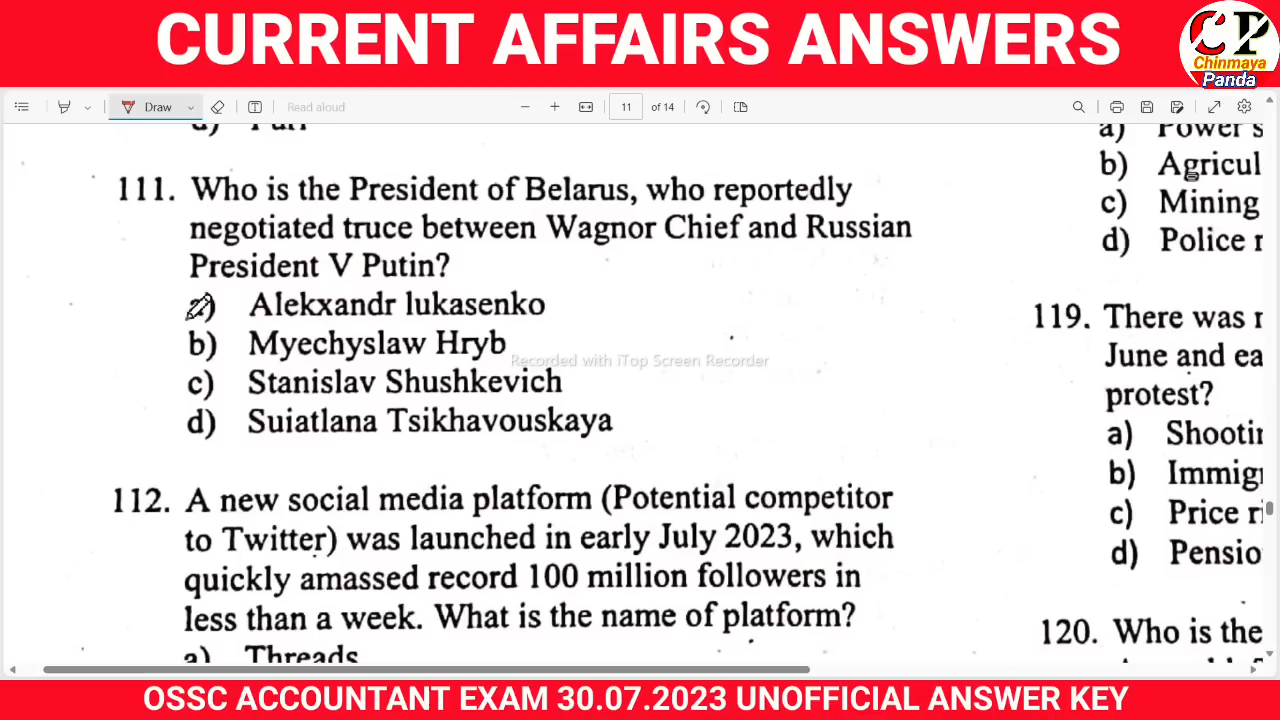 CURRENT AFFAIRS ANSWERS
CP
Chinmaya
Panda
Draw
Read aloud
11
of 14
111. Who is the President of Belarus, who reportedly
negotiated truce between Wagnor Chief and Russian
President V Putin?
Alekxandr lukasenko
b) Myechyslaw Hryb
c) Stanislav Shushkevich
d) Suiatlana Tsikhavouskaya
Recorded with iTop Screen Recorder
112. A new social media platform (Potential competitor
to Twitter) was launched in early July 2023, which
quickly amassed record 100 million followers in
less than a week. What is the name of platform?
a) Threads
a) Power s
b) Agricul
c) Mining
d) Police r
119. There was
June and ea
protest?
a) Shootin
b) Immig
c) Price ri
d) Pensio
120. Who is the
OSSC ACCOUNTANT EXAM 30.07.2023 UNOFFICIAL ANSWER KEY